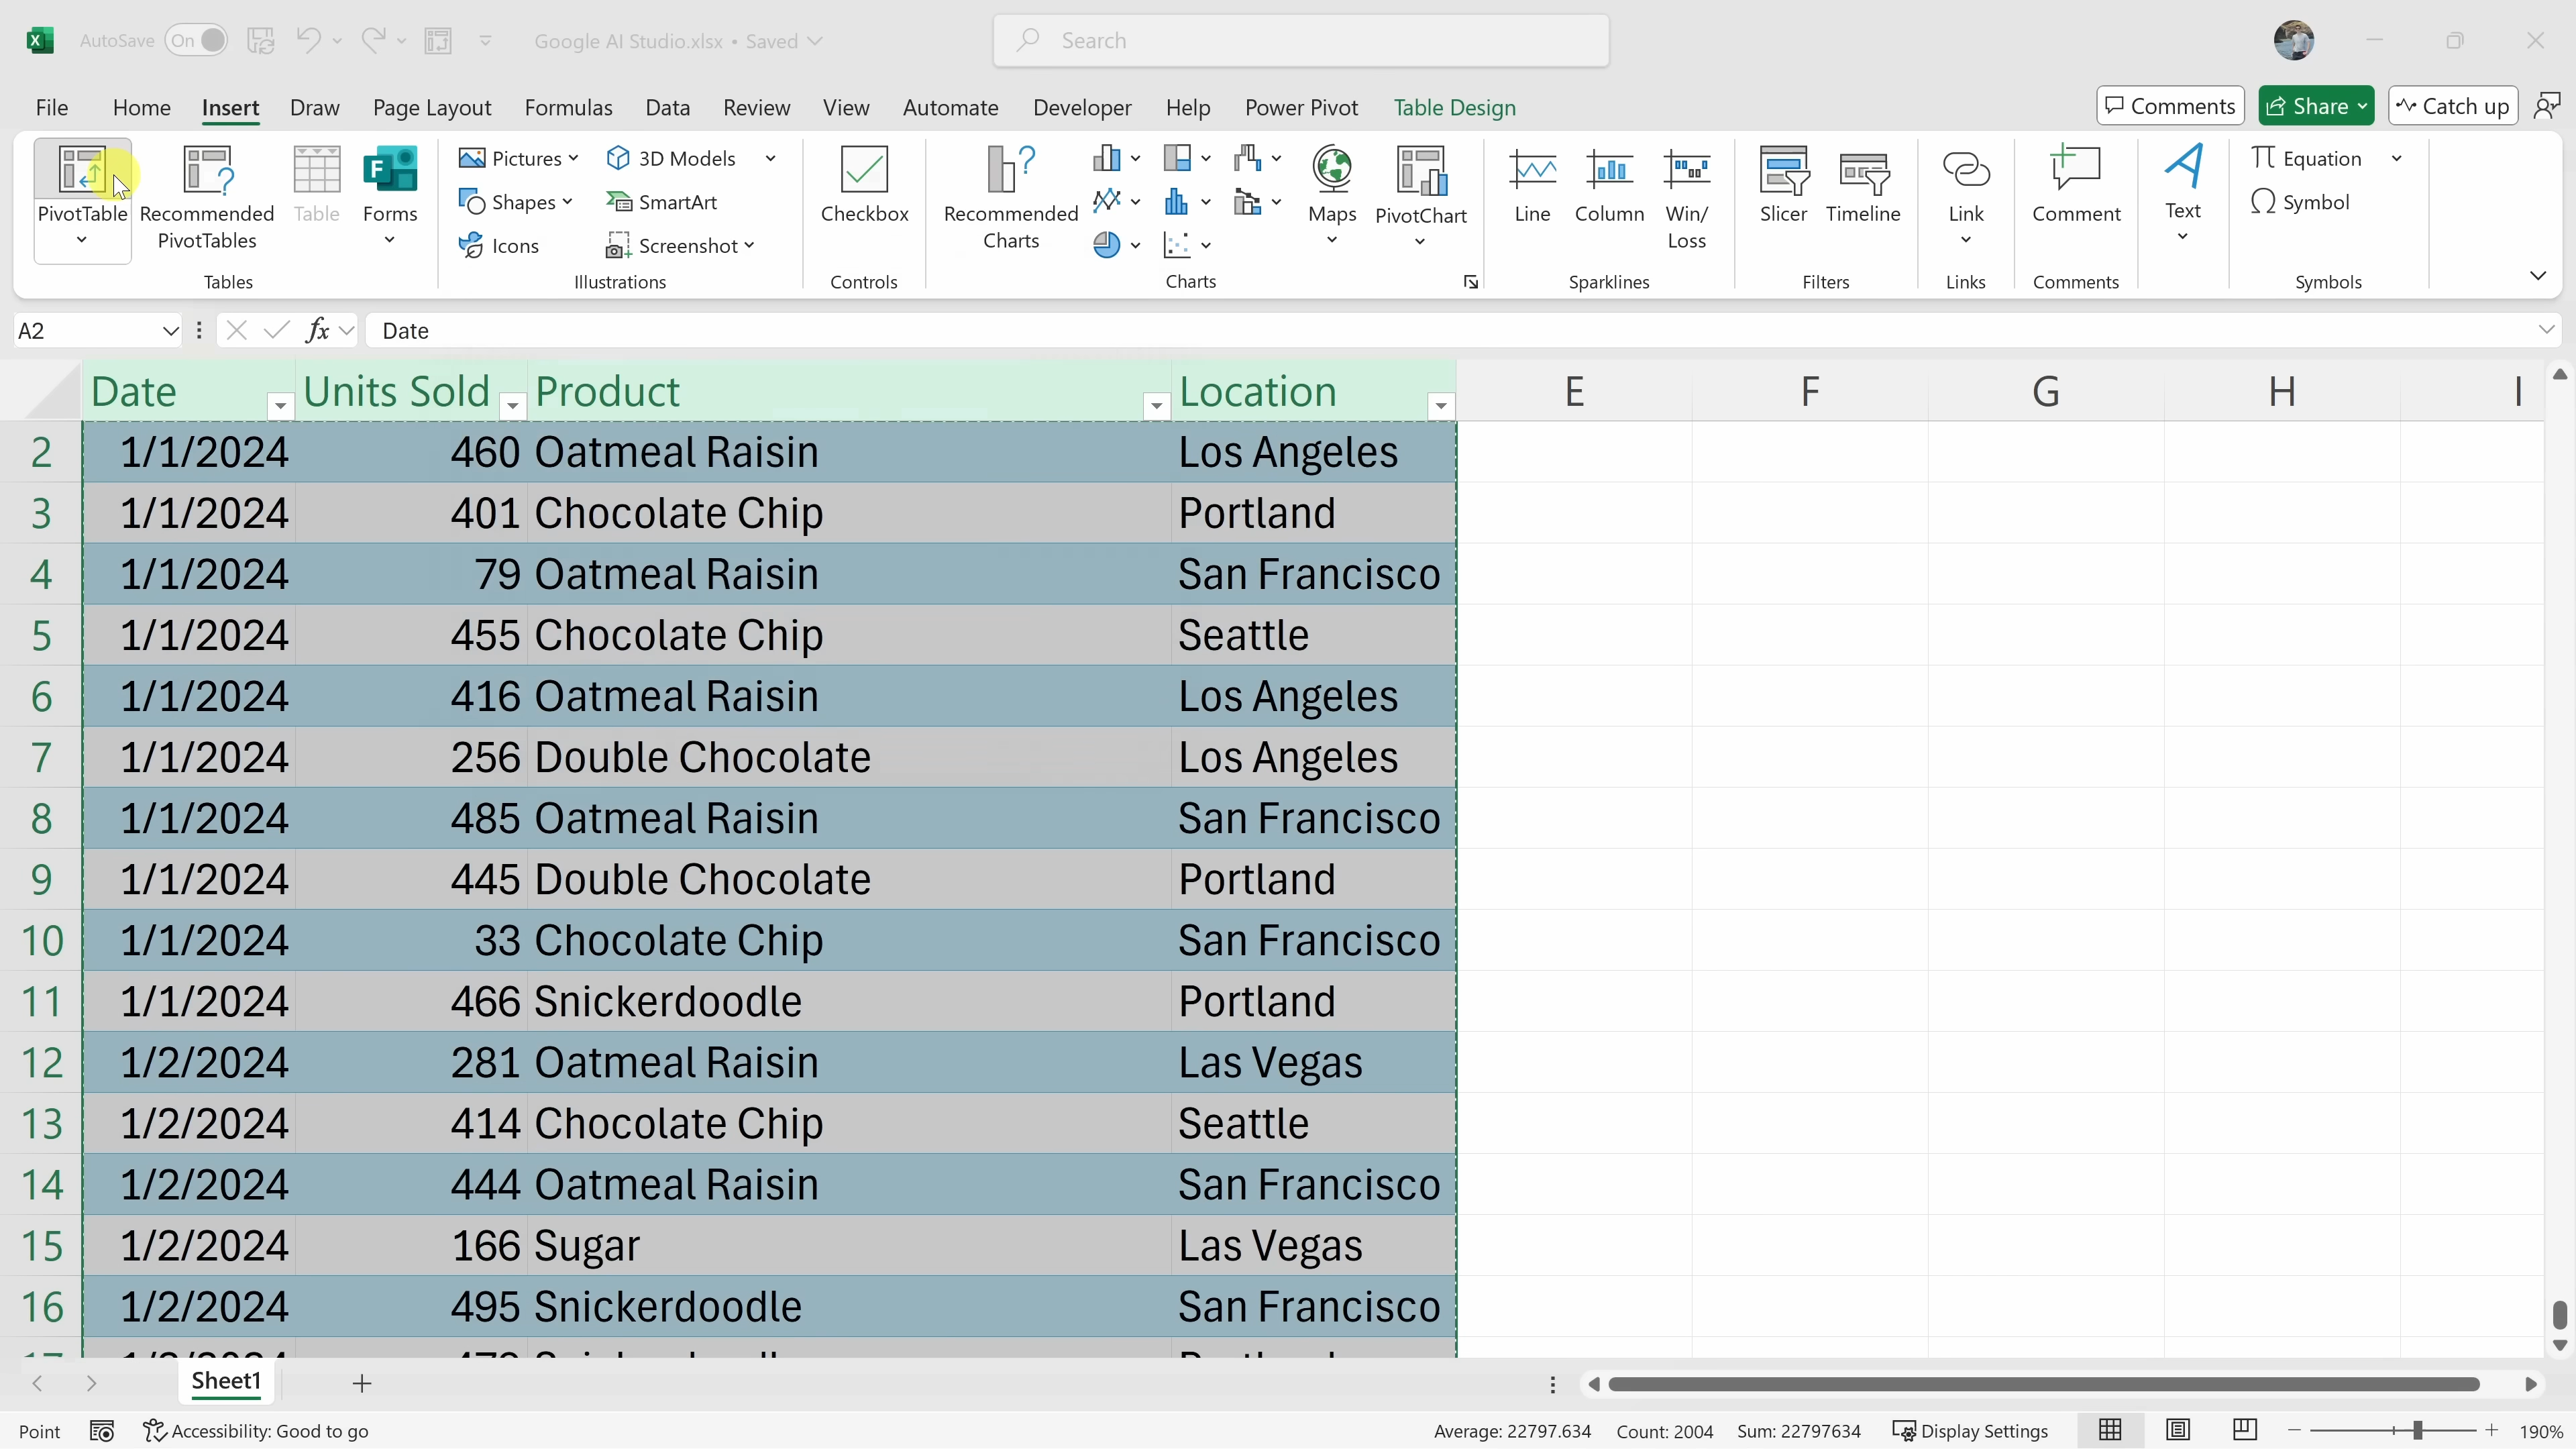 AutoSave On Google AI Studio.xlsx • Saved Search
File Home Insert Draw Page Layout Formulas Data Review View Automate Developer Help Power Pivot Table Design Comments Share Catch up
PivotTable Recommended PivotTables Table Forms
Tables
Pictures 3D Models
Shapes SmartArt
Icons Screenshot
Illustrations
Checkbox
Controls
Recommended Charts
Maps PivotChart
Charts
Line Column Win/Loss
Sparklines
Slicer Timeline
Filters
Link
Links
Comment
Comments
Text
Equation
Symbol
Symbols
A2 fx Date
Date Units Sold Product Location E F G H I
2 1/1/2024 460 Oatmeal Raisin Los Angeles
3 1/1/2024 401 Chocolate Chip Portland
4 1/1/2024 79 Oatmeal Raisin San Francisco
5 1/1/2024 455 Chocolate Chip Seattle
6 1/1/2024 416 Oatmeal Raisin Los Angeles
7 1/1/2024 256 Double Chocolate Los Angeles
8 1/1/2024 485 Oatmeal Raisin San Francisco
9 1/1/2024 445 Double Chocolate Portland
10 1/1/2024 33 Chocolate Chip San Francisco
11 1/1/2024 466 Snickerdoodle Portland
12 1/2/2024 281 Oatmeal Raisin Las Vegas
13 1/2/2024 414 Chocolate Chip Seattle
14 1/2/2024 444 Oatmeal Raisin San Francisco
15 1/2/2024 166 Sugar Las Vegas
16 1/2/2024 495 Snickerdoodle San Francisco
Sheet1
Point Accessibility: Good to go Average: 22797.634 Count: 2004 Sum: 22797634 Display Settings 190%